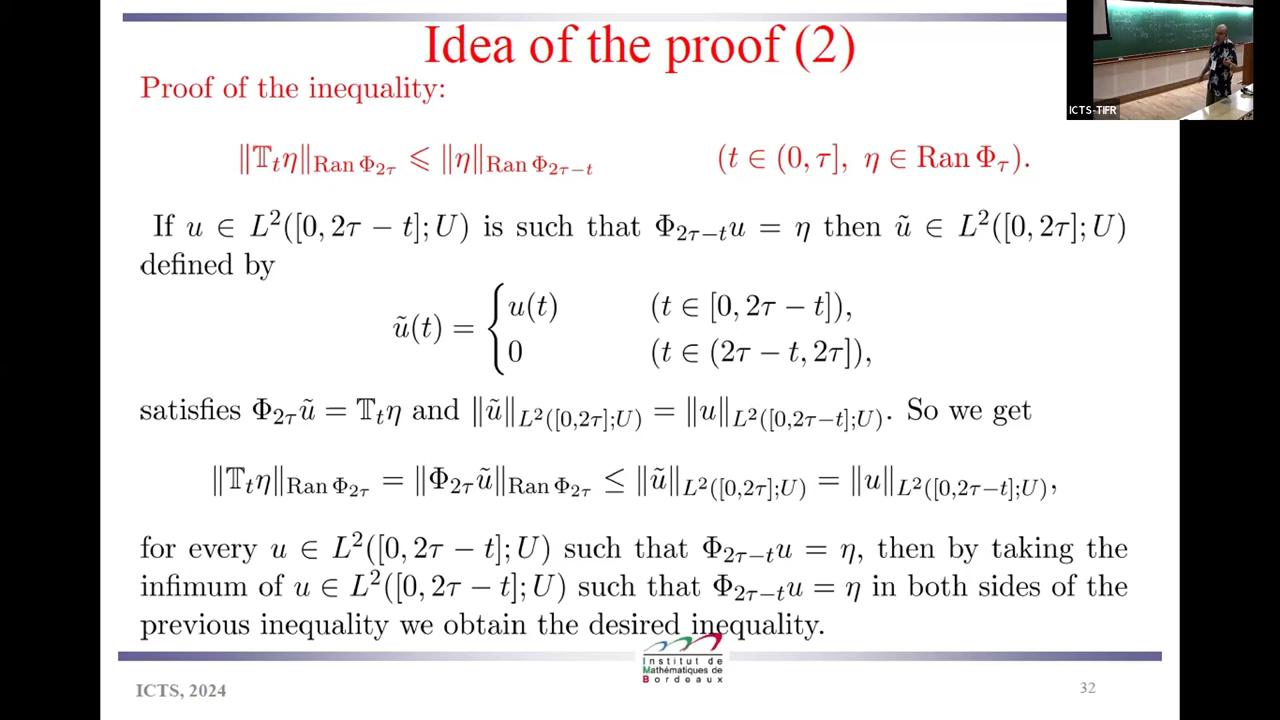 Idea of the proof (2)
ICTS-TIFR
Proof of the inequality:
‖𝕋ₜη‖_{Ran Φ_{2τ}} ⩽ ‖η‖_{Ran Φ_{2τ−t}} (t ∈ (0, τ], η ∈ Ran Φ_τ).
If u ∈ L²([0, 2τ − t]; U) is such that Φ_{2τ−t}u = η then ũ ∈ L²([0, 2τ]; U)
defined by
ũ(t) = { u(t) (t ∈ [0, 2τ − t]),
0 (t ∈ (2τ − t, 2τ]),
satisfies Φ_{2τ}ũ = 𝕋ₜη and ‖ũ‖_{L²([0,2τ];U)} = ‖u‖_{L²([0,2τ−t];U)}. So we get
‖𝕋ₜη‖_{Ran Φ_{2τ}} = ‖Φ_{2τ}ũ‖_{Ran Φ_{2τ}} ≤ ‖ũ‖_{L²([0,2τ];U)} = ‖u‖_{L²([0,2τ−t];U)},
for every u ∈ L²([0, 2τ − t]; U) such that Φ_{2τ−t}u = η, then by taking the
infimum of u ∈ L²([0, 2τ − t]; U) such that Φ_{2τ−t}u = η in both sides of the
previous inequality we obtain the desired inequality.
Institut de
Mathématiques de
Bordeaux
ICTS, 2024
32